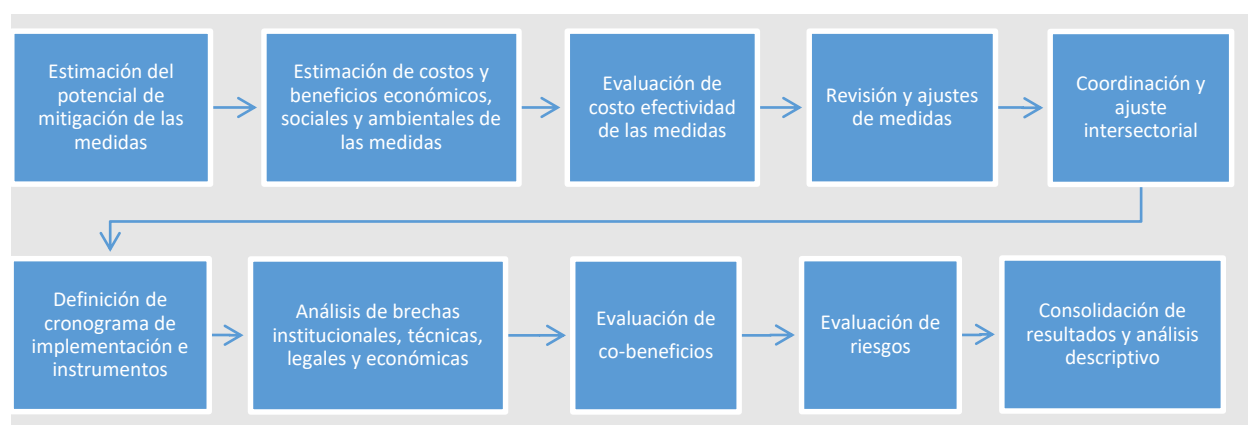 Estimación del
potencial de
mitigación de las
medidas
Estimación de costos y
beneficios económicos,
sociales y ambientales de
las medidas
Evaluación de
costo efectividad
de las medidas
Revisión y ajustes
de medidas
Coordinación y
ajuste
intersectorial
Definición de
cronograma de
implementación e
instrumentos
Análisis de brechas
institucionales, técnicas,
legales y económicas
Evaluación de
co-beneficios
Evaluación de
riesgos
Consolidación de
resultados y análisis
descriptivo